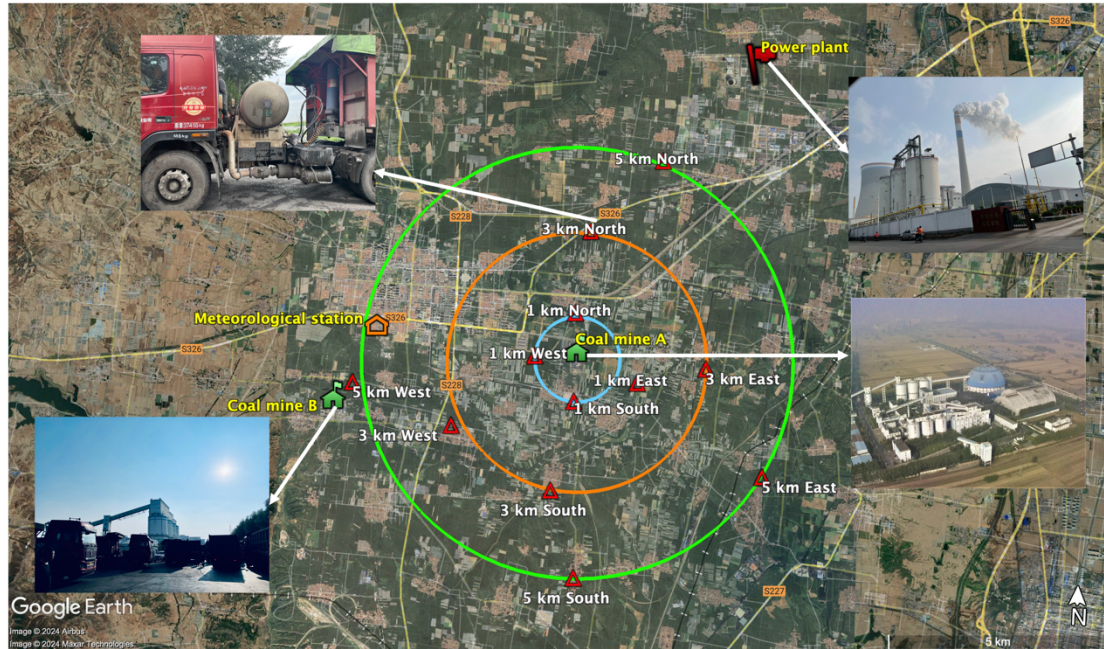 S326
Power plant
5 km North
S228
S326
3 km North
Meteorological station
S326
1 km North
Coal mine A
1 km West
S326
3 km East
1 km East
S228
5 km West
Coal mine B
1 km South
3 km West
5 km East
3 km South
5 km South
S227
Google Earth
N
Image © 2024 Airbus
Image © 2024 Maxar Technologies
5 km